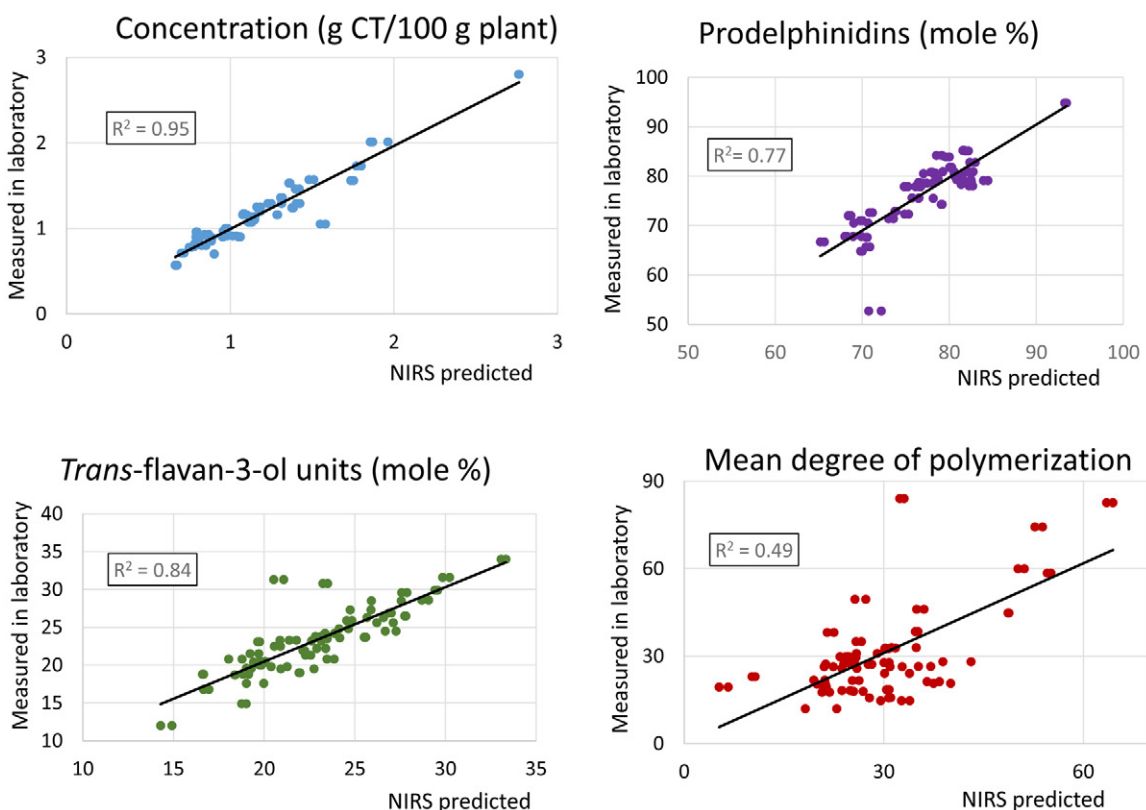 Concentration (g CT/100 g plant)
Measured in laboratory
3
2
1
0
R² = 0.95
0 1 2 3
NIRS predicted
Prodelphinidins (mole %)
Measured in laboratory
100
90
80
70
60
50
R²= 0.77
50 60 70 80 90 100
NIRS predicted
Trans-flavan-3-ol units (mole %)
Measured in laboratory
40
35
30
25
20
15
10
R² = 0.84
10 15 20 25 30 35
NIRS predicted
Mean degree of polymerization
Measured in laboratory
90
60
30
0
R² = 0.49
0 30 60
NIRS predicted